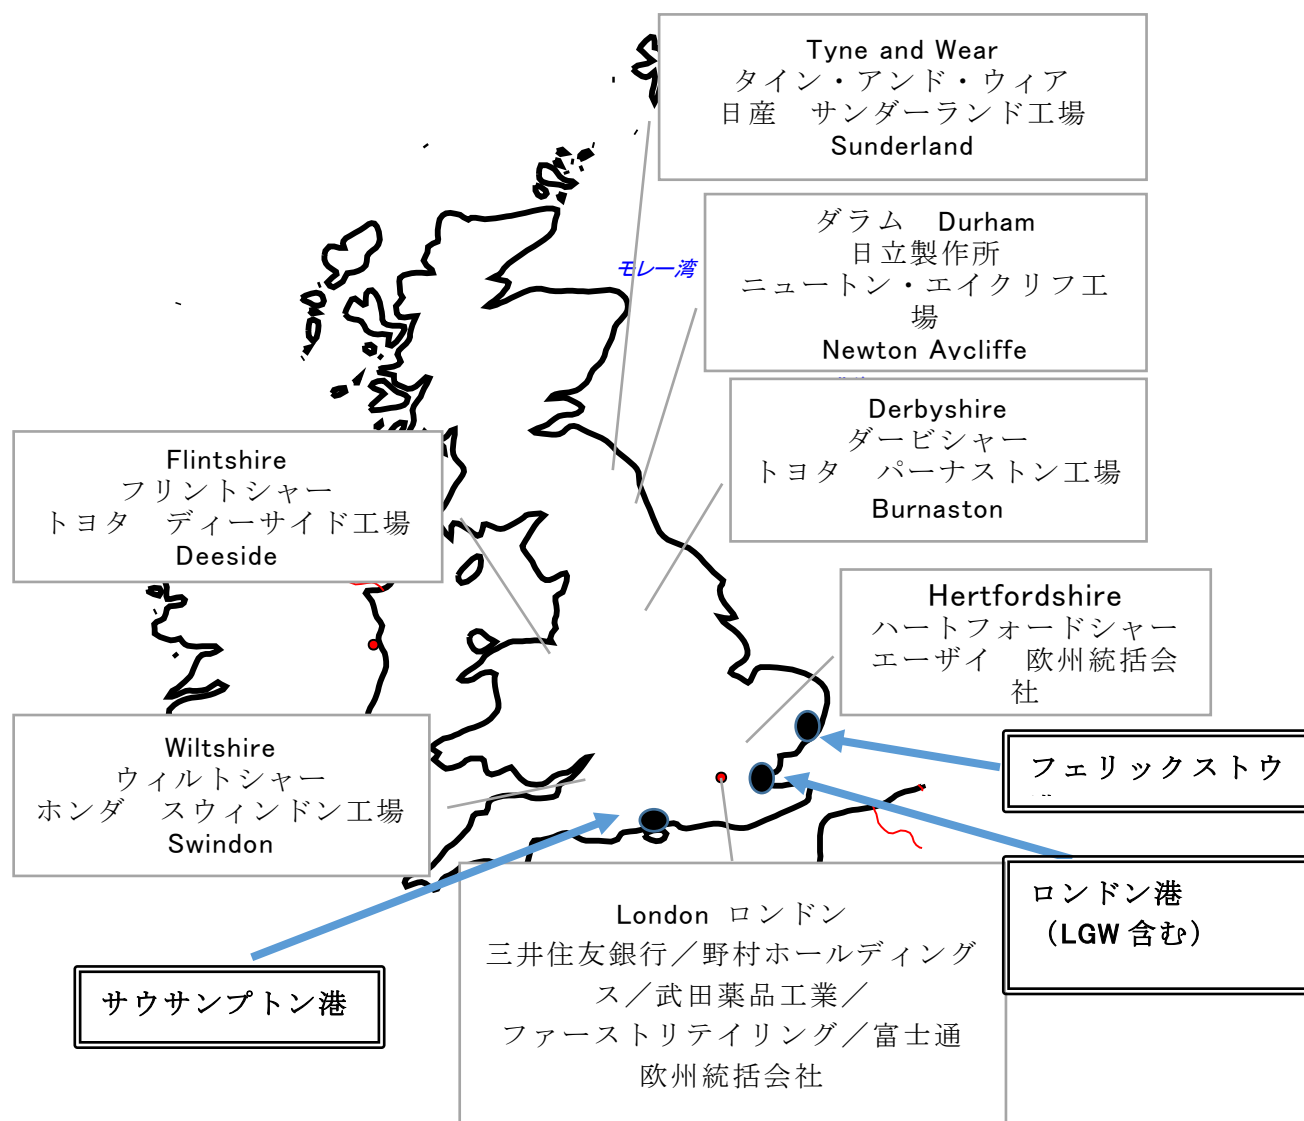 Tyne and Wear
タイン・アンド・ウィア
日産　サンダーランド工場
Sunderland
モレー湾
ダラム　Durham
日立製作所
ニュートン・エイクリフ工
場
Newton Aycliffe
Derbyshire
ダービシャー
トヨタ　パーナストン工場
Burnaston
Flintshire
フリントシャー
トヨタ　ディーサイド工場
Deeside
Hertfordshire
ハートフォードシャー
エーザイ　欧州統括会
社
Wiltshire
ウィルトシャー
ホンダ　スウィンドン工場
Swindon
フェリックストウ
ロンドン港
（LGW 含む）
London ロンドン
三井住友銀行／野村ホールディング
ス／武田薬品工業／
ファーストリテイリング／富士通
欧州統括会社
サウサンプトン港